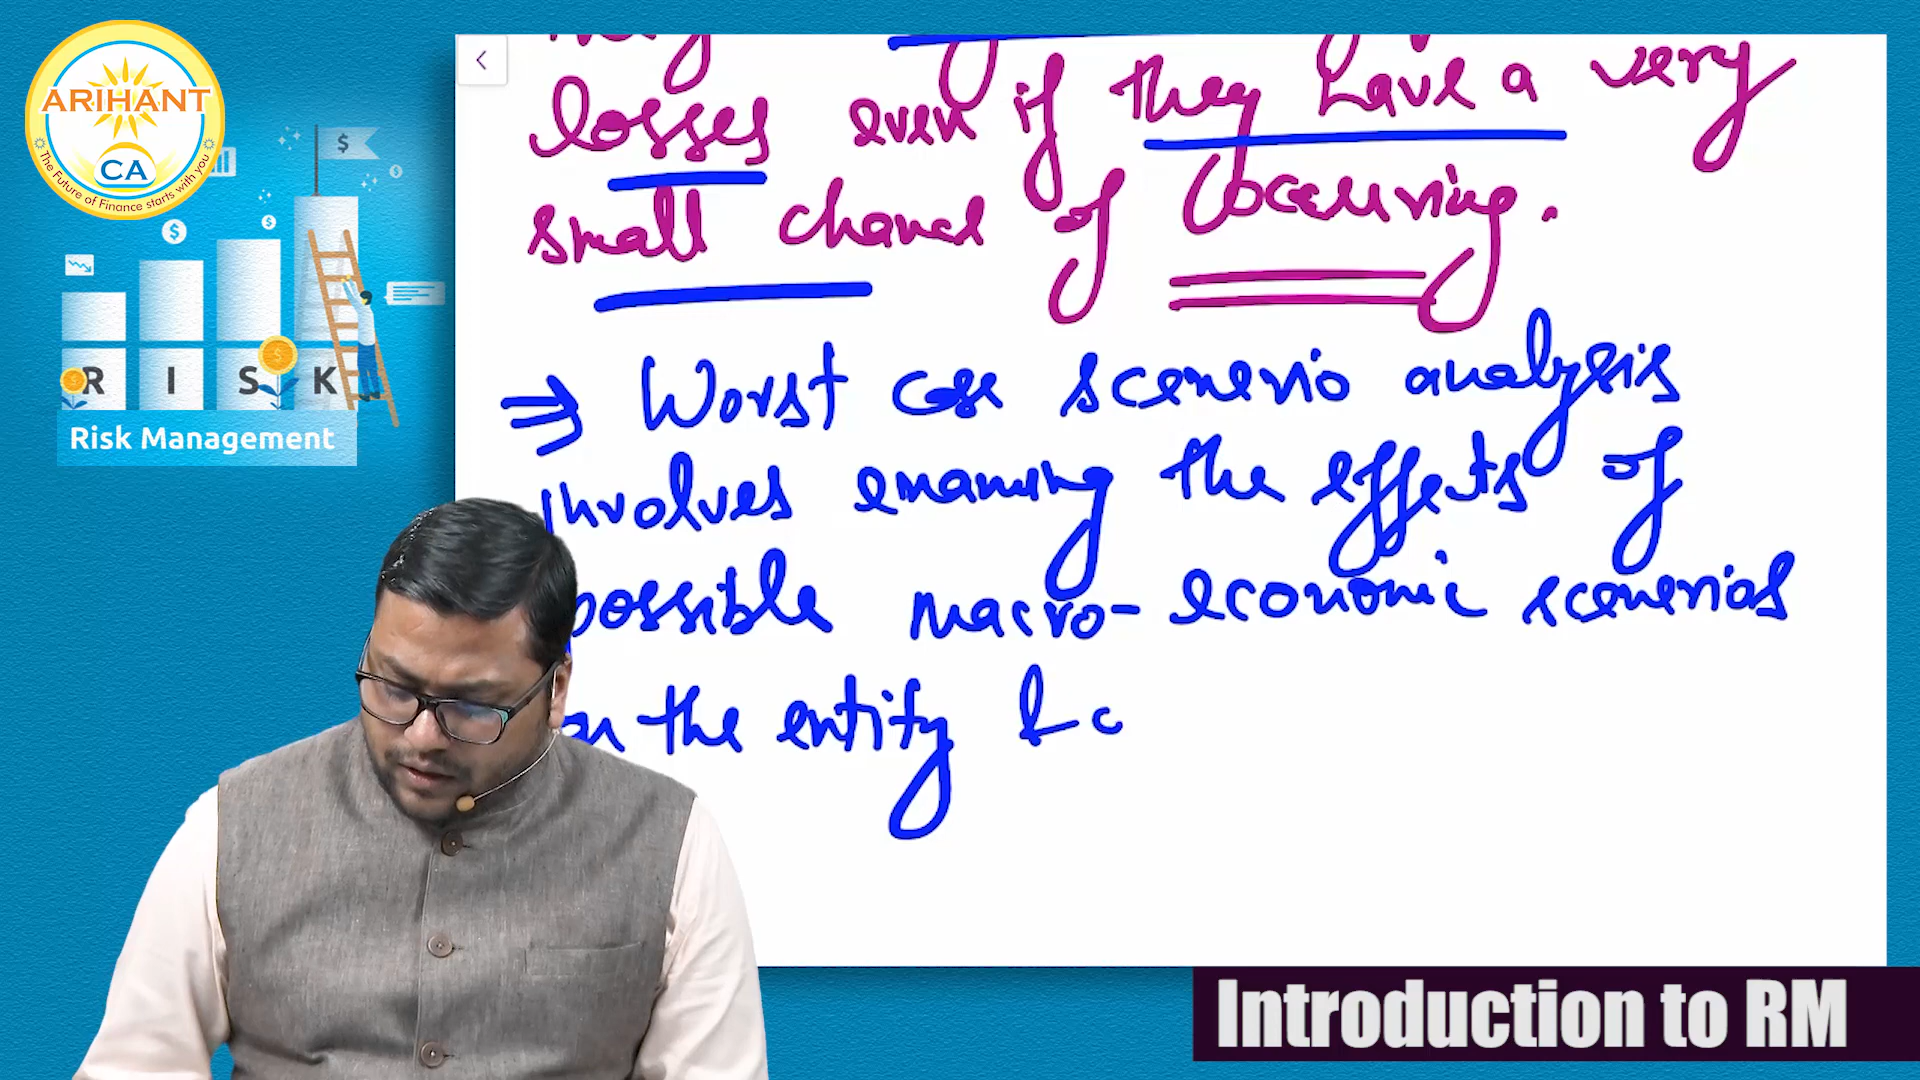 losses even if they have a very
small chance of occurring.
⇒ Worst case scenerio analysis
involves examining the effects of
possible macro-economic scenerios
on the entity & c
ARIHANT
CA
The Future of Finance starts with you
$
$
$
$
$
R I S K
Risk Management
Introduction to RM